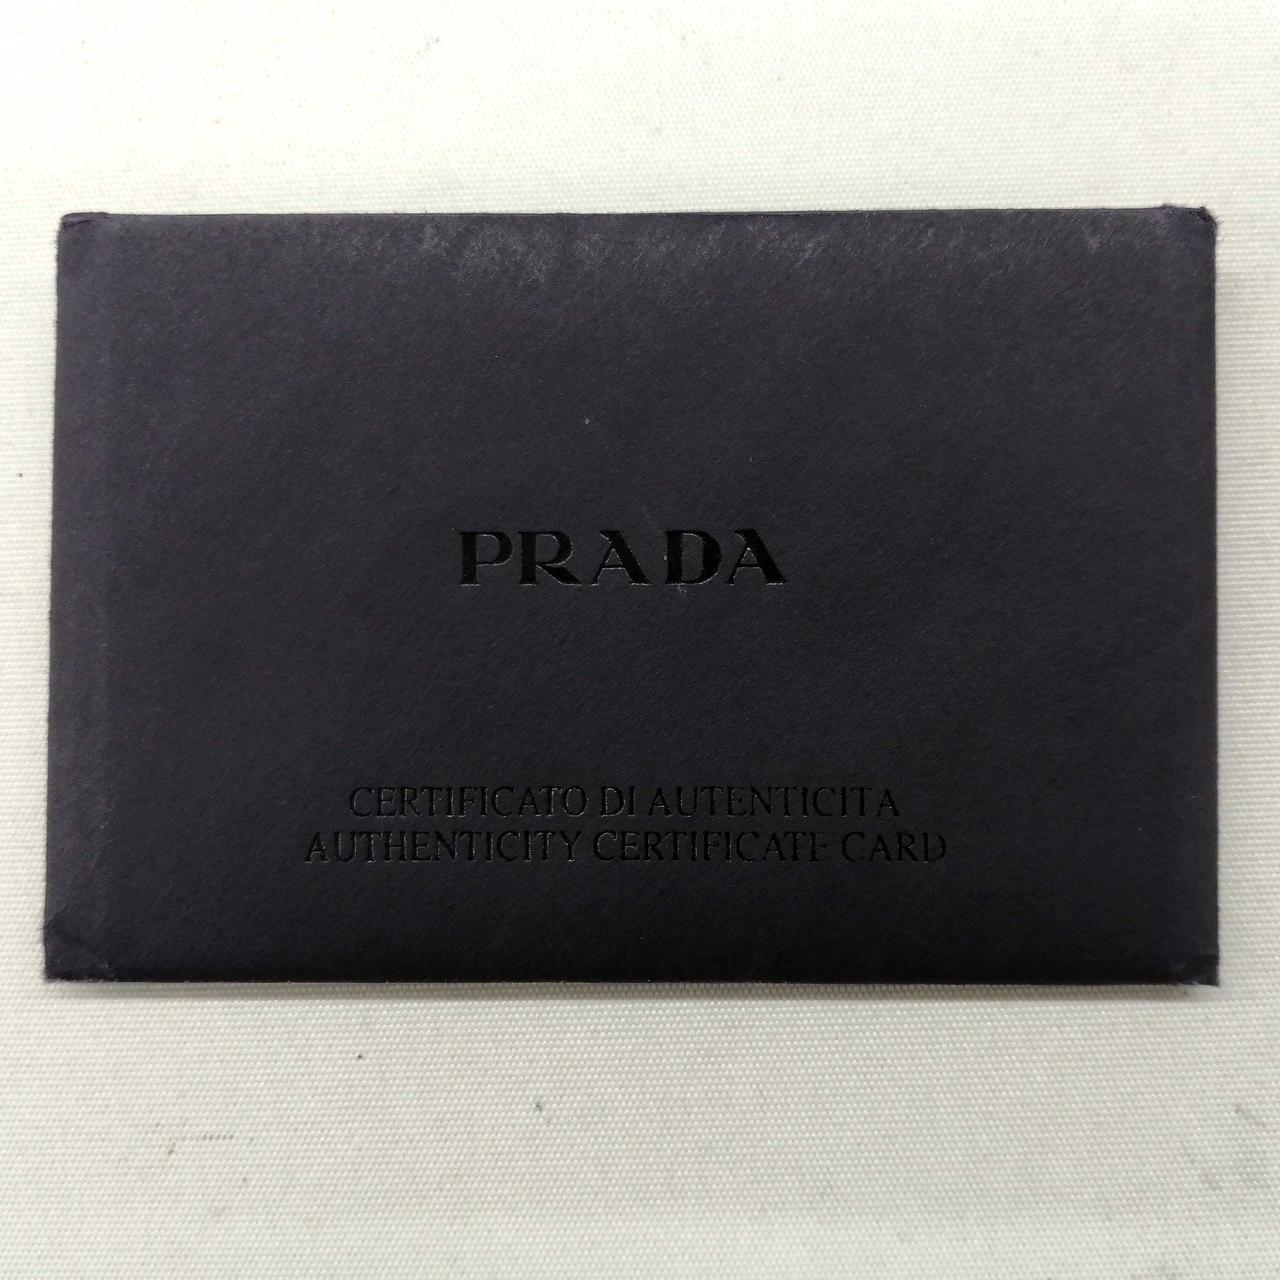 PRADA
CERTIFICATO DI AUTENTICITA
AUTHENTICITY CERTIFICATE CARD